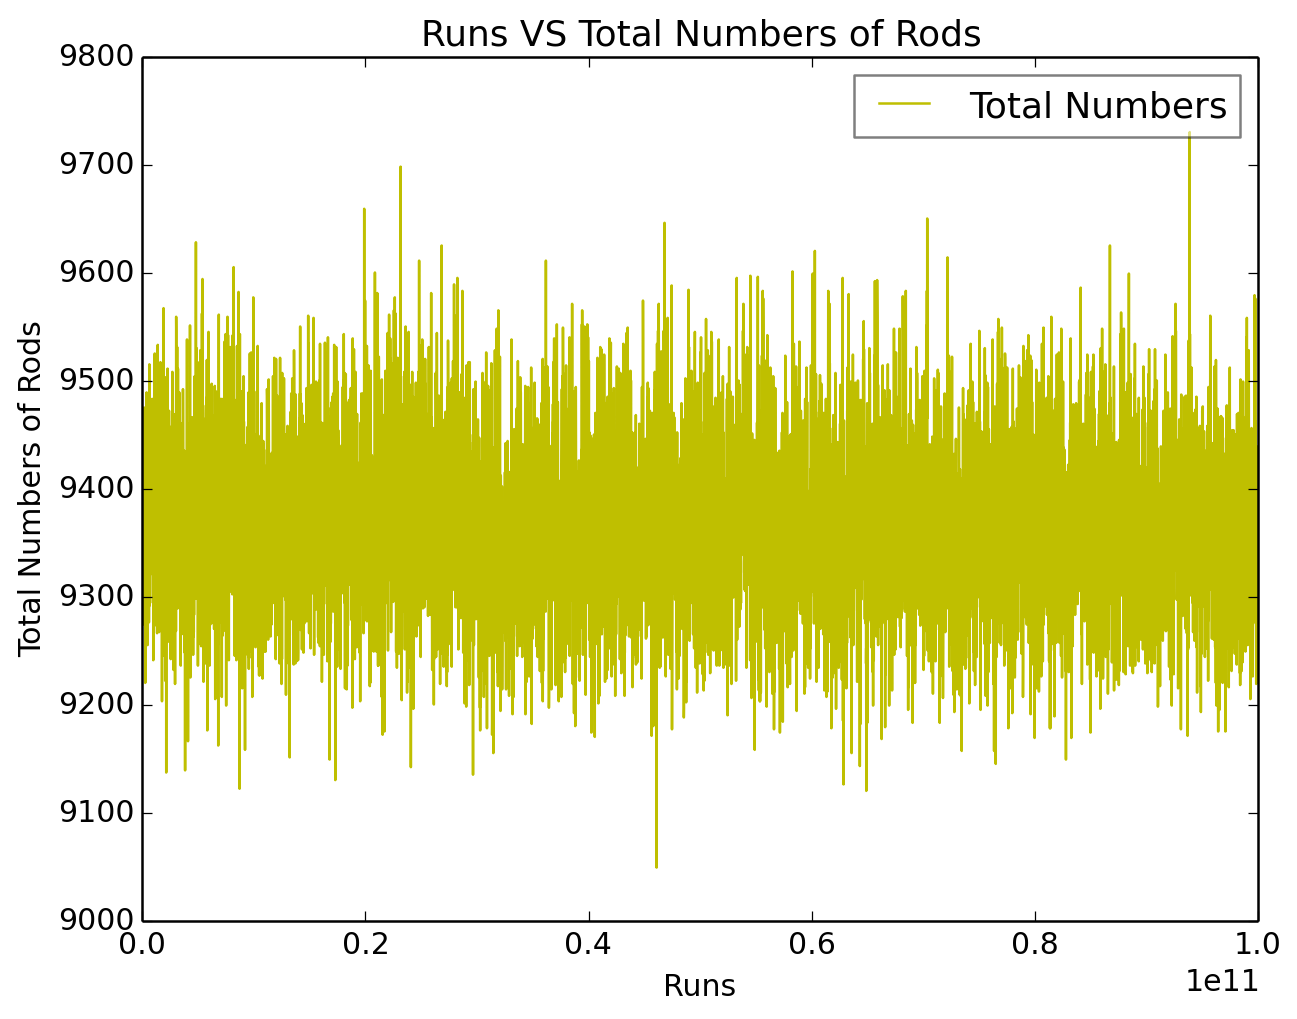 Runs VS Total Numbers of Rods
Total Numbers
9800
9700
9600
9500
9400
9300
9200
9100
9000
Total Numbers of Rods
0.0 0.2 0.4 0.6 0.8 1.0
1e11
Runs